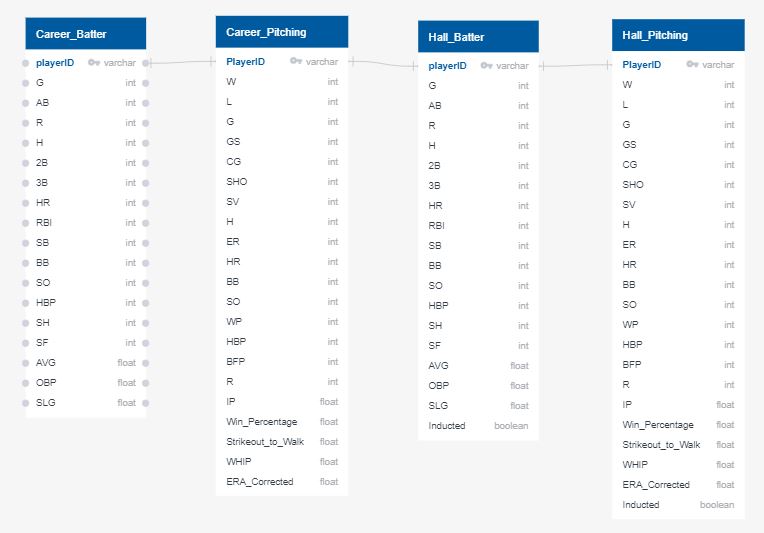 Career_Batter
playerID varchar
G int
AB int
R int
H int
2B int
3B int
HR int
RBI int
SB int
BB int
SO int
HBP int
SH int
SF int
AVG float
OBP float
SLG float
Career_Pitching
PlayerID varchar
W int
L int
G int
GS int
CG int
SHO int
SV int
H int
ER int
HR int
BB int
SO int
WP int
HBP int
BFP int
R int
IP float
Win_Percentage float
Strikeout_to_Walk float
WHIP float
ERA_Corrected float
Hall_Batter
playerID varchar
G int
AB int
R int
H int
2B int
3B int
HR int
RBI int
SB int
BB int
SO int
HBP int
SH int
SF int
AVG float
OBP float
SLG float
Inducted boolean
Hall_Pitching
PlayerID varchar
W int
L int
G int
GS int
CG int
SHO int
SV int
H int
ER int
HR int
BB int
SO int
WP int
HBP int
BFP int
R int
IP float
Win_Percentage float
Strikeout_to_Walk float
WHIP float
ERA_Corrected float
Inducted boolean